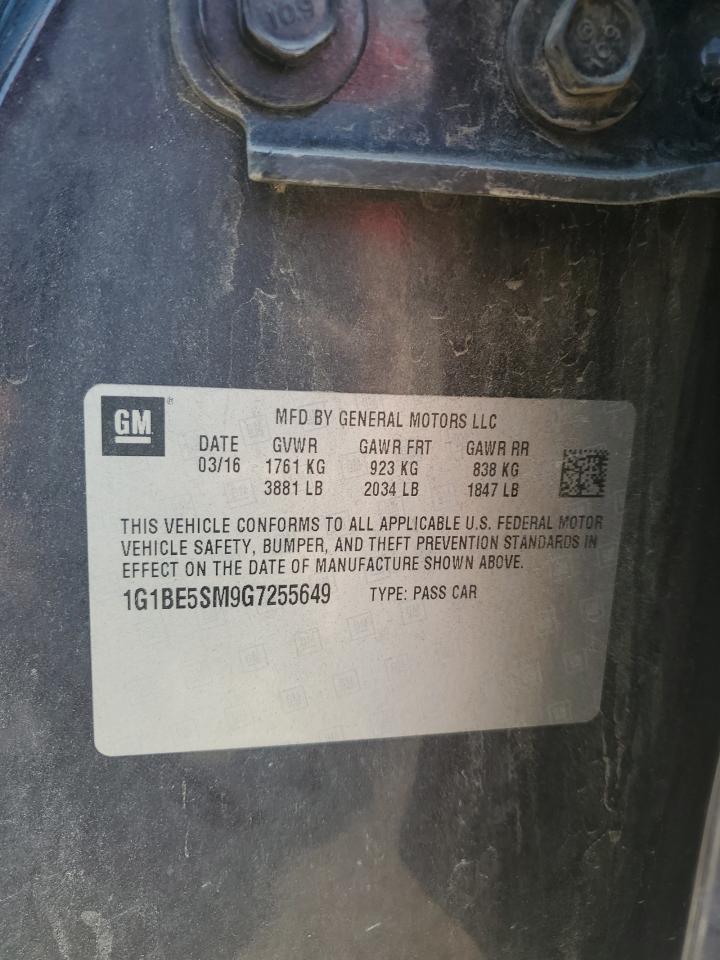 10.9
GM®
MFD BY GENERAL MOTORS LLC
DATE GVWR GAWR FRT GAWR RR
03/16 1761 KG 923 KG 838 KG
3881 LB 2034 LB 1847 LB
THIS VEHICLE CONFORMS TO ALL APPLICABLE U.S. FEDERAL MOTOR
VEHICLE SAFETY, BUMPER, AND THEFT PREVENTION STANDARDS IN
EFFECT ON THE DATE OF MANUFACTURE SHOWN ABOVE.
1G1BE5SM9G7255649 TYPE: PASS CAR